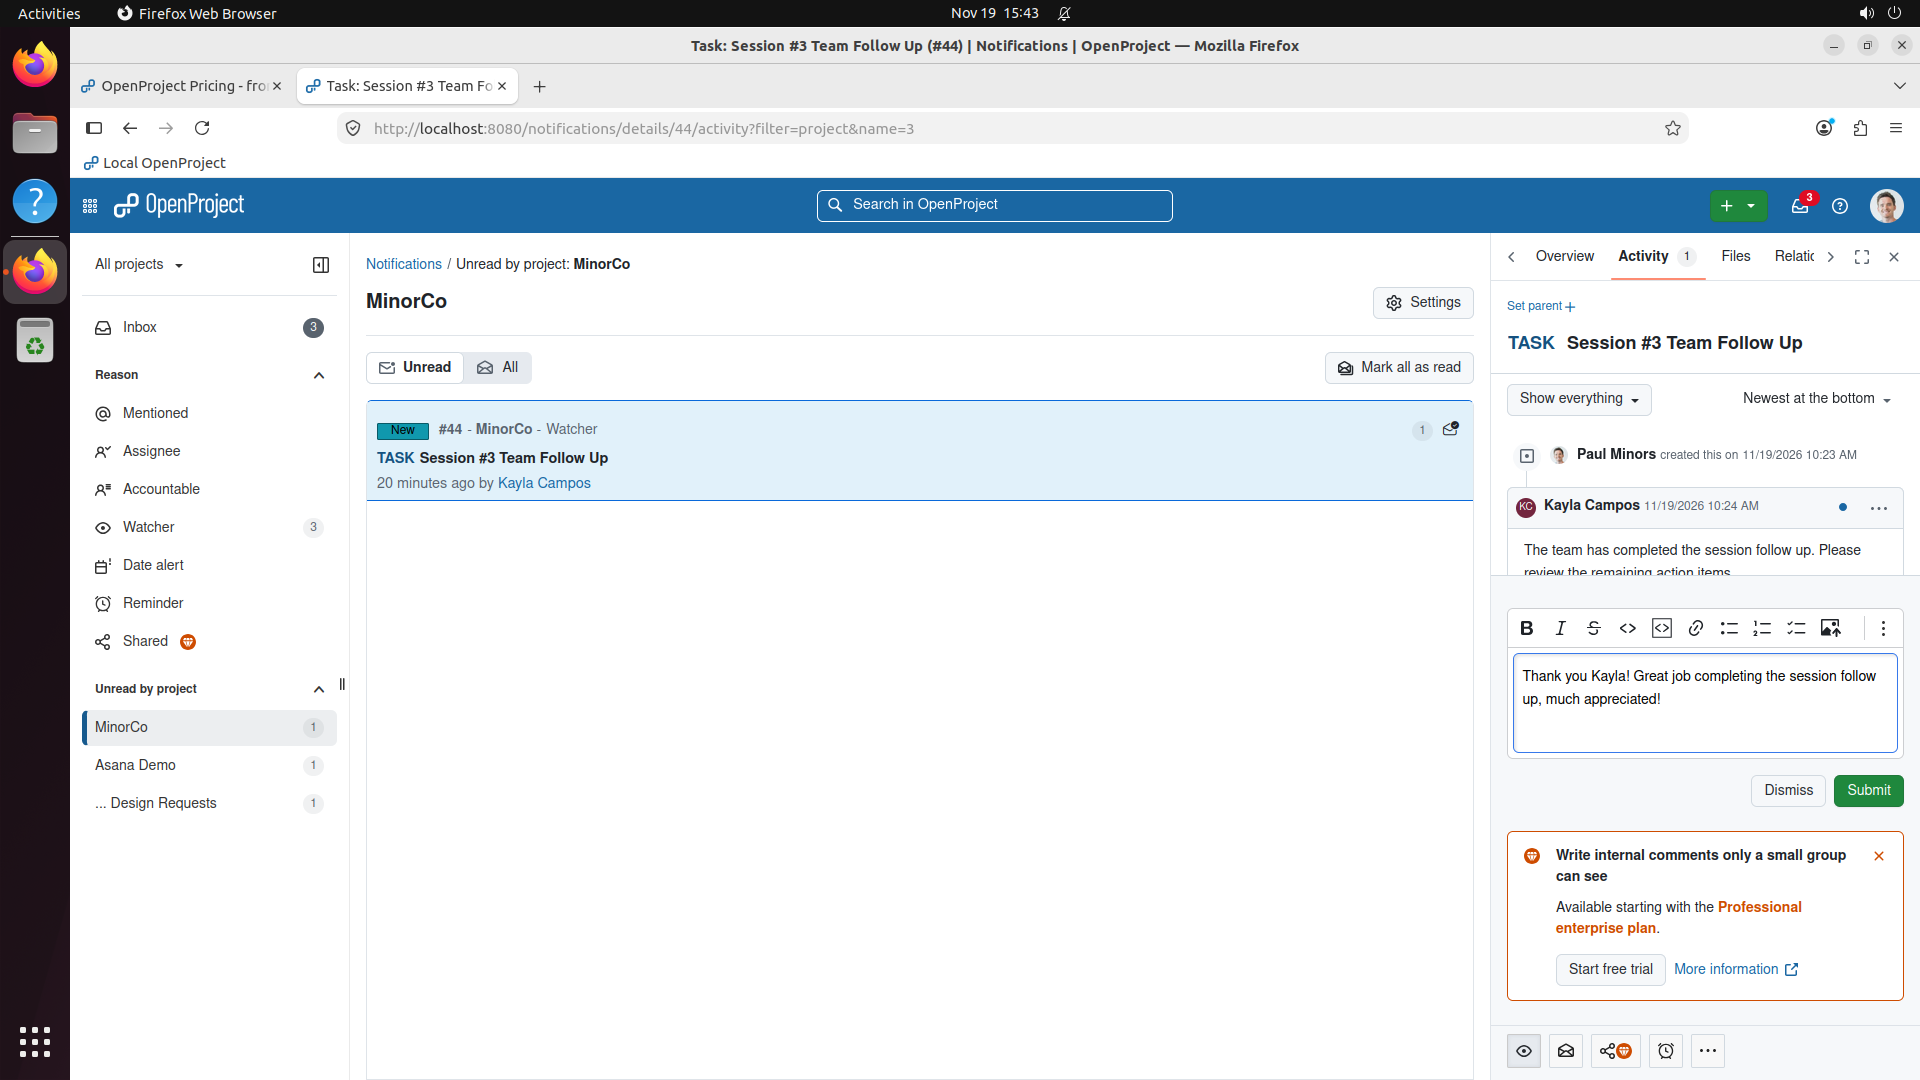 Activities
Firefox Web Browser
Nov 19 15:43
Task: Session #3 Team Follow Up (#44) | Notifications | OpenProject — Mozilla Firefox
OpenProject Pricing - fro
Task: Session #3 Team Fo
http://localhost:8080/notifications/details/44/activity?filter=project&name=3
Local OpenProject
OpenProject
Search in OpenProject
3
All projects
Inbox 3
Reason
Mentioned
Assignee
Accountable
Watcher 3
Date alert
Reminder
Shared
Unread by project
MinorCo 1
Asana Demo 1
... Design Requests 1
Notifications / Unread by project: MinorCo
MinorCo
Settings
Unread
All
Mark all as read
New #44 - MinorCo - Watcher 1
TASK Session #3 Team Follow Up
20 minutes ago by Kayla Campos
Overview
Activity 1
Files
Relatic
Set parent
TASK Session #3 Team Follow Up
Show everything
Newest at the bottom
Paul Minors created this on 11/19/2026 10:23 AM
KC Kayla Campos 11/19/2026 10:24 AM
The team has completed the session follow up. Please
review the remaining action items.
Thank you Kayla! Great job completing the session follow
up, much appreciated!
Dismiss
Submit
Write internal comments only a small group
can see
Available starting with the Professional
enterprise plan.
Start free trial
More information